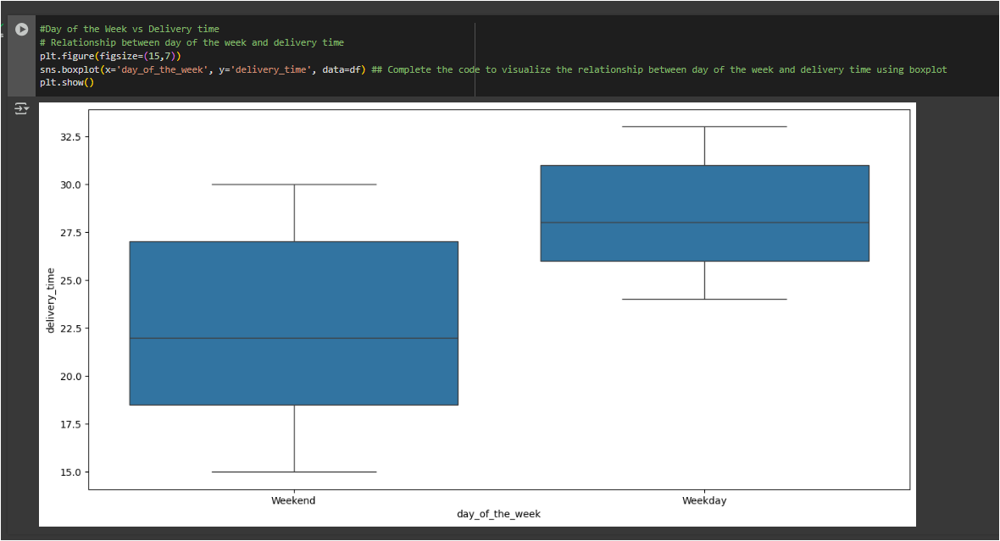 #Day of the Week vs Delivery time
# Relationship between day of the week and delivery time
plt.figure(figsize=(15,7))
sns.boxplot(x='day_of_the_week', y='delivery_time', data=df) ## Complete the code to visualize the relationship between day of the week and delivery time using boxplot
plt.show()
32.5
30.0
27.5
25.0
22.5
20.0
17.5
15.0
delivery_time
Weekend
Weekday
day_of_the_week